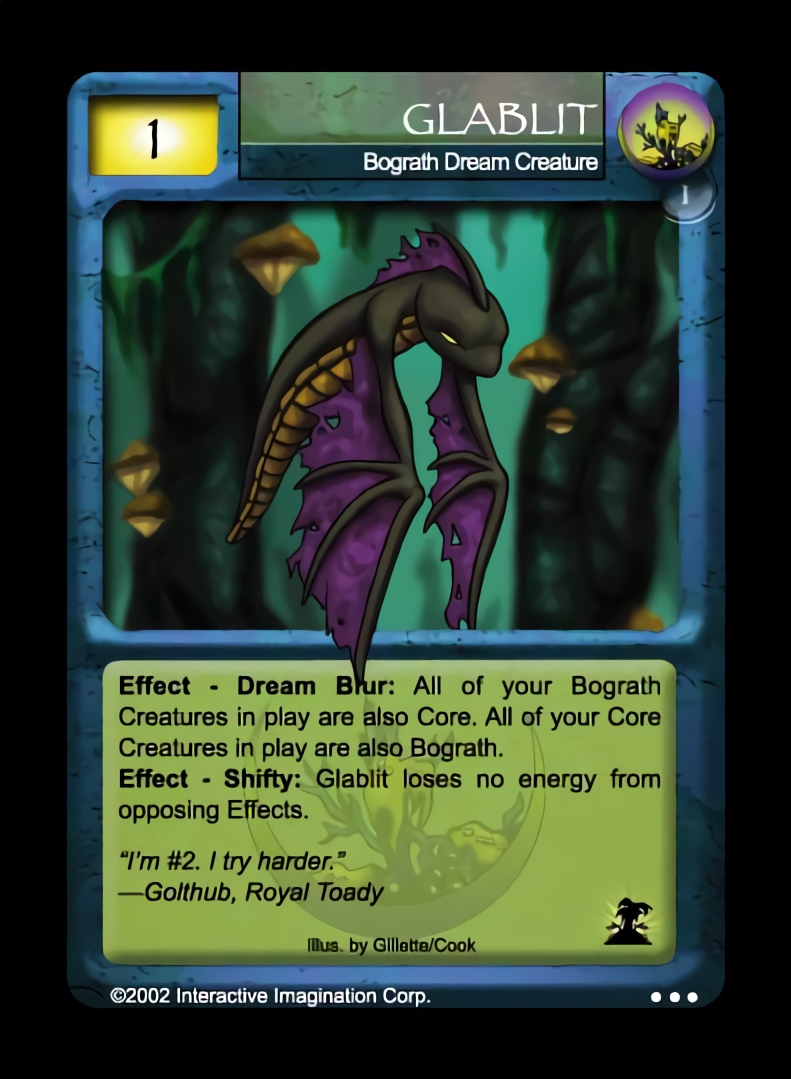 1
GLABLIT
Bograth Dream Creature
1
Effect - Dream Blur: All of your Bograth
Creatures in play are also Core. All of your Core
Creatures in play are also Bograth.
Effect - Shifty: Glablit loses no energy from
opposing Effects.
"I'm #2. I try harder."
—Golthub, Royal Toady
Illus. by Gillette/Cook
©2002 Interactive Imagination Corp.